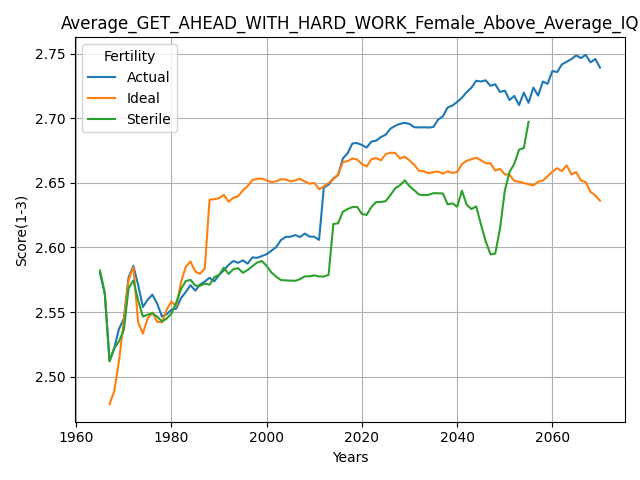 Average_GET_AHEAD_WITH_HARD_WORK_Female_Above_Average_IQ
Fertility
Actual
Ideal
Sterile
Score(1-3)
2.75
2.70
2.65
2.60
2.55
2.50
1960 1980 2000 2020 2040 2060
Years